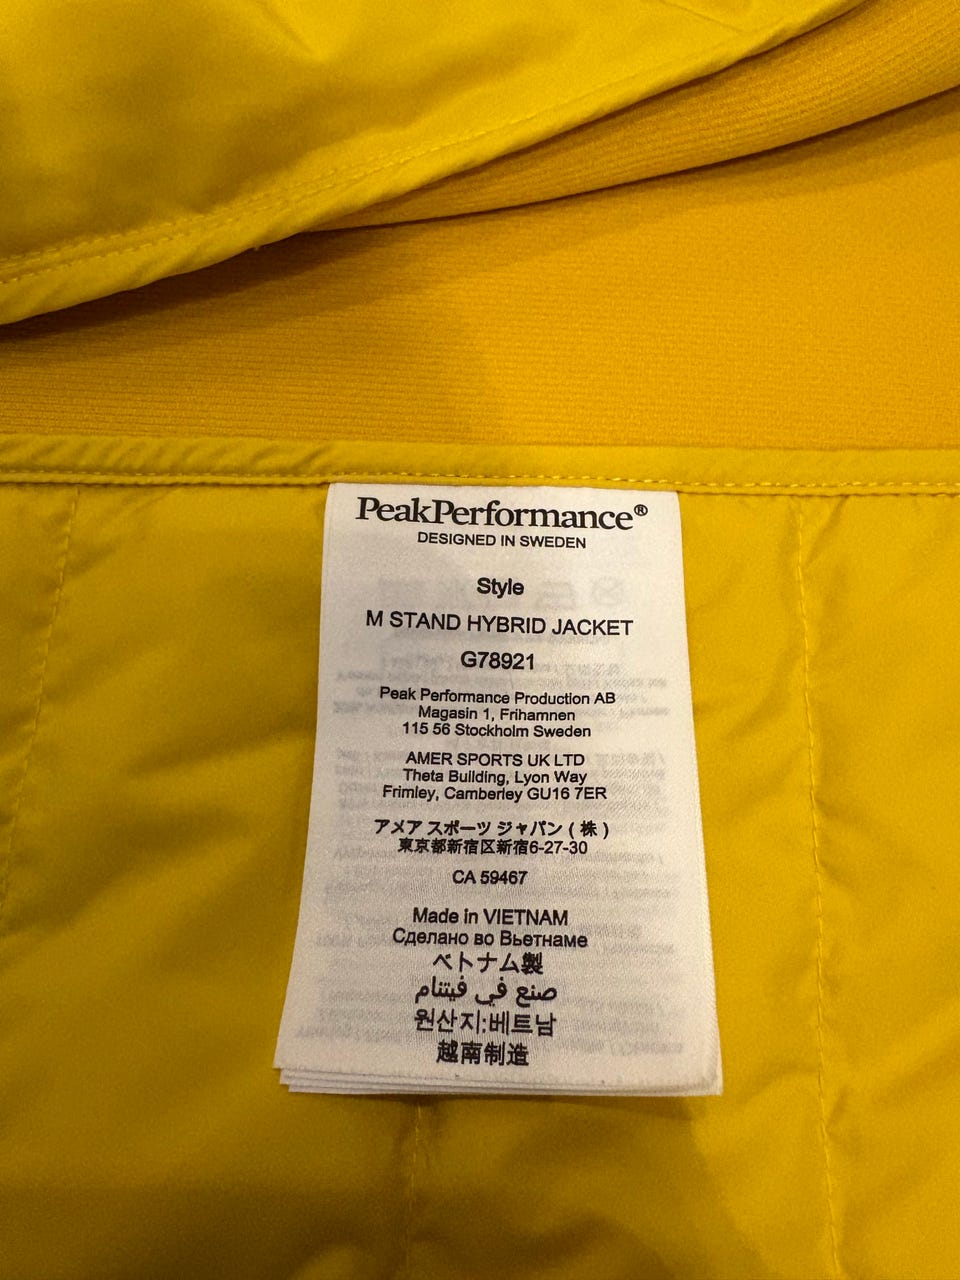 PeakPerformance®
DESIGNED IN SWEDEN
Style
M STAND HYBRID JACKET
G78921
Peak Performance Production AB
Magasin 1, Frihamnen
115 56 Stockholm Sweden
AMER SPORTS UK LTD
Theta Building, Lyon Way
Frimley, Camberley GU16 7ER
アメア スポーツ ジャパン ( 株 )
東京都新宿区新宿6-27-30
CA 59467
Made in VIETNAM
Сделано во Вьетнаме
ベトナム製
صنع في فيتنام
원산지:베트남
越南制造